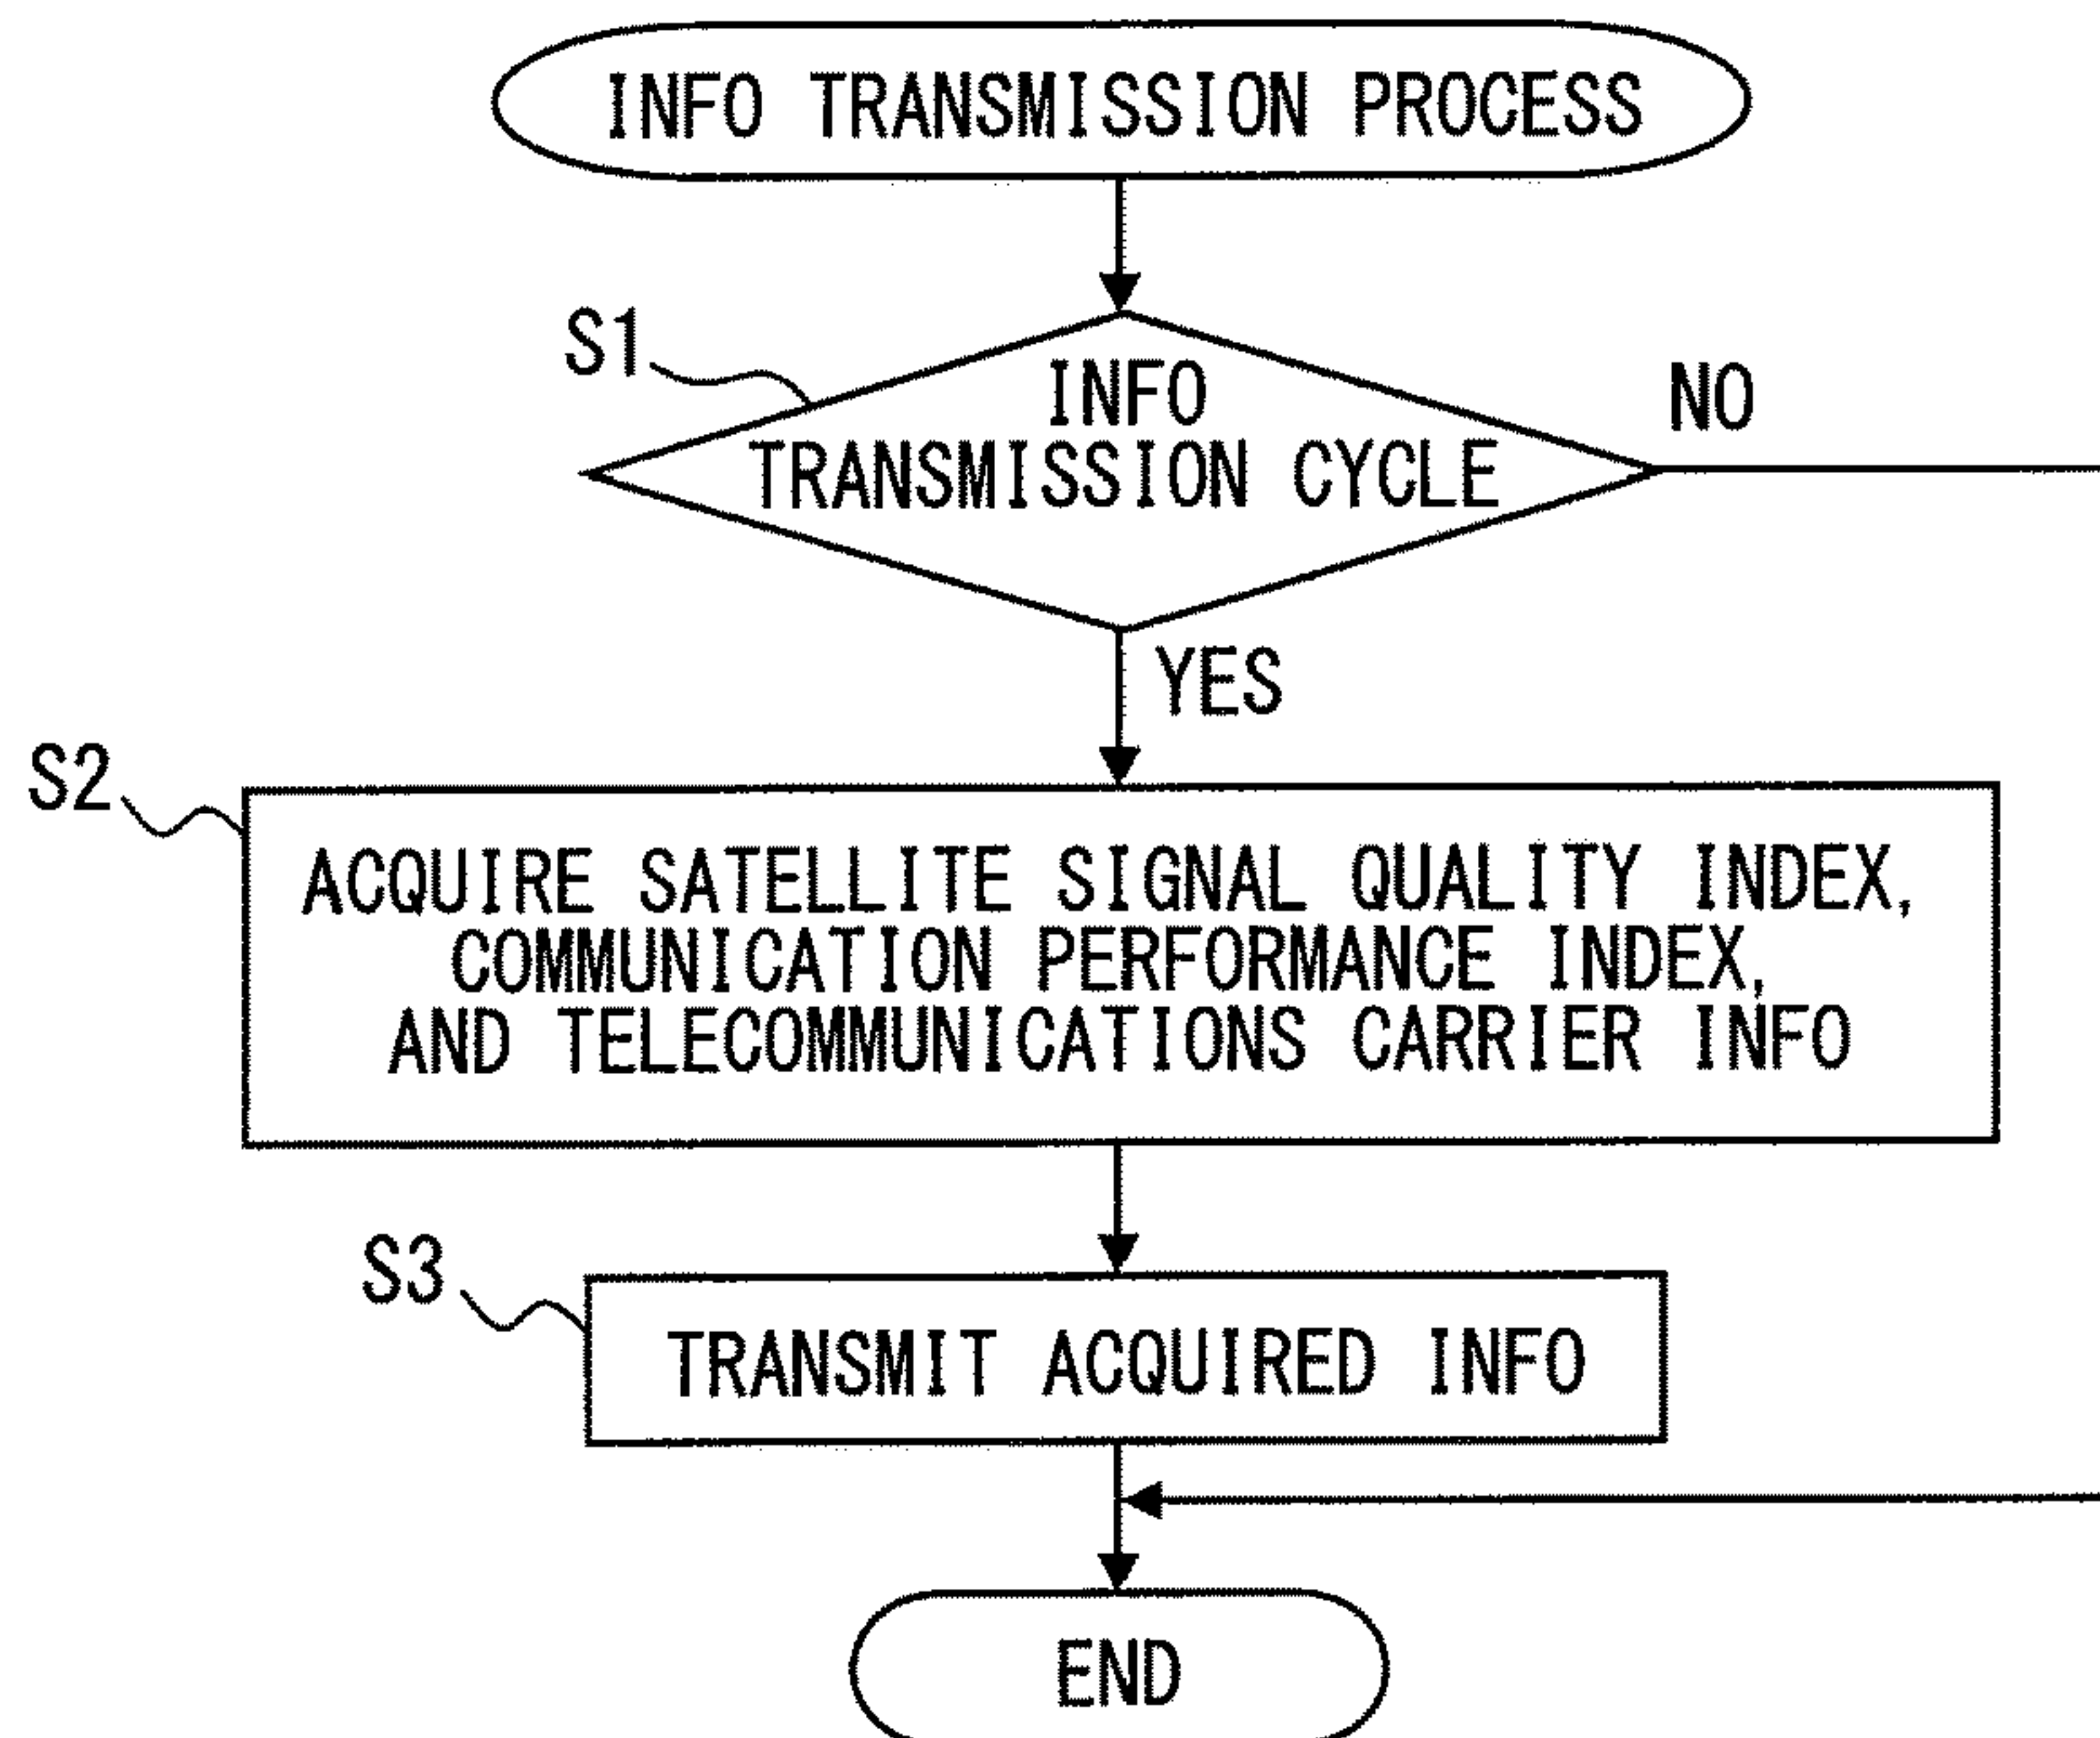 INFO TRANSMISSION PROCESS
S1
INFO
TRANSMISSION CYCLE
NO
YES
S2
ACQUIRE SATELLITE SIGNAL QUALITY INDEX,
COMMUNICATION PERFORMANCE INDEX,
AND TELECOMMUNICATIONS CARRIER INFO
S3
TRANSMIT ACQUIRED INFO
END